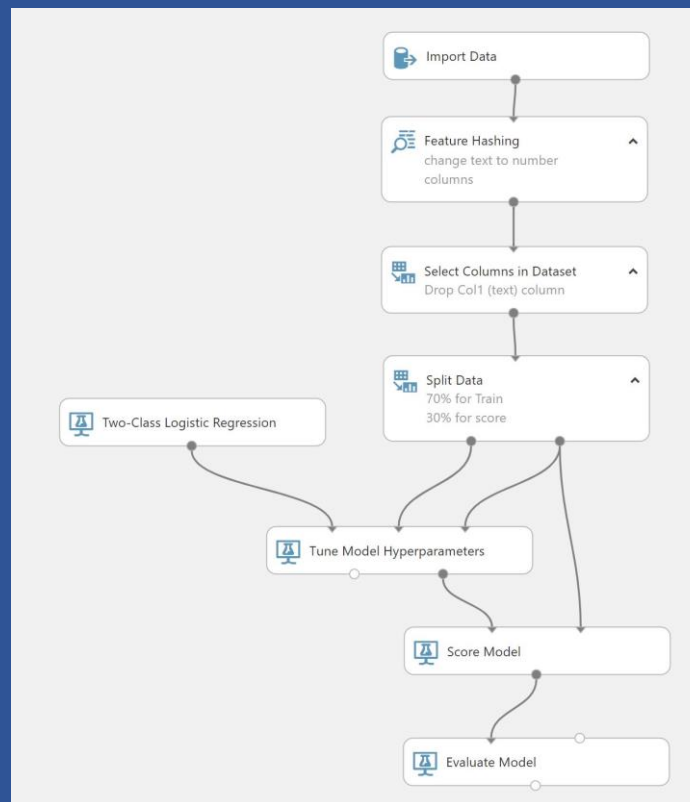 Import Data
Feature Hashing
change text to number
columns
Select Columns in Dataset
Drop Col1 (text) column
Split Data
70% for Train
30% for score
Two-Class Logistic Regression
Tune Model Hyperparameters
Score Model
Evaluate Model